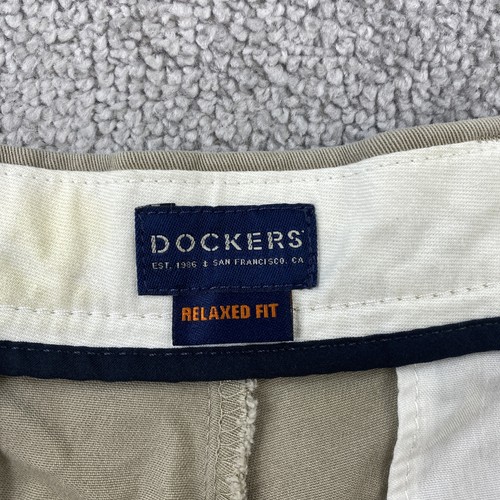 DOCKERS
EST. 1986 ⚓ SAN FRANCISCO, CA
RELAXED FIT